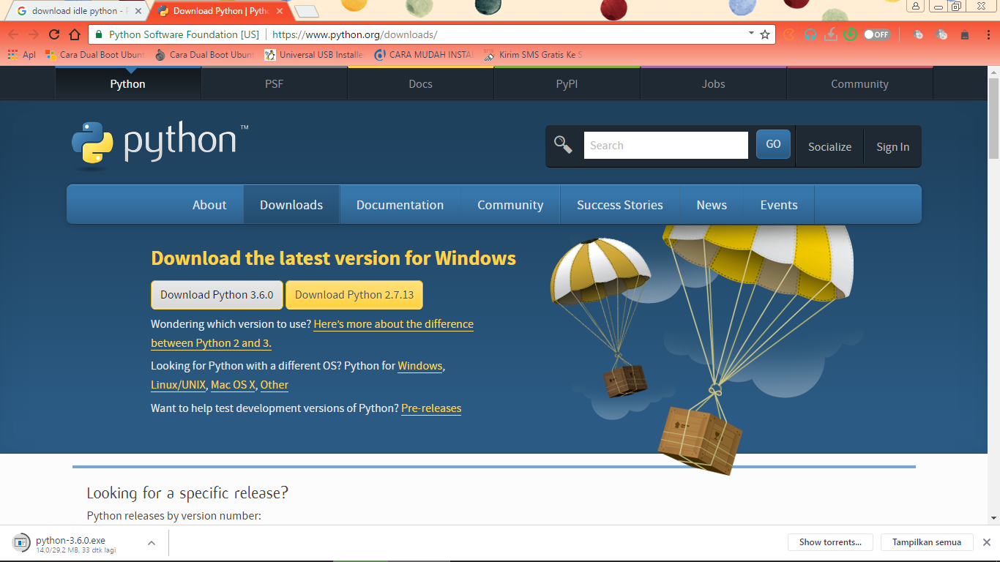 download idle python - P
Download Python | Pytho
Python Software Foundation [US]
https://www.python.org/downloads/
OFF
Apl
Cara Dual Boot Ubunt
Cara Dual Boot Ubunt
Universal USB Installe
CARA MUDAH INSTAL
Kirim SMS Gratis Ke S
Python
PSF
Docs
PyPI
Jobs
Community
python™
Search
GO
Socialize
Sign In
About
Downloads
Documentation
Community
Success Stories
News
Events
Download the latest version for Windows
Download Python 3.6.0
Download Python 2.7.13
Wondering which version to use? Here's more about the difference
between Python 2 and 3.
Looking for Python with a different OS? Python for Windows,
Linux/UNIX, Mac OS X, Other
Want to help test development versions of Python? Pre-releases
Looking for a specific release?
Python releases by version number:
python-3.6.0.exe
14,0/29,2 MB, 33 dtk lagi
Show torrents...
Tampilkan semua